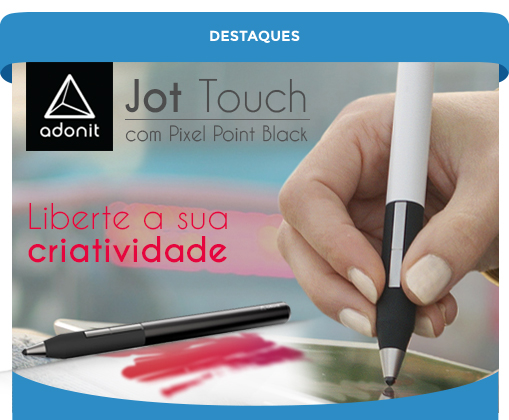 DESTAQUES
adonit
Jot Touch
com Pixel Point Black
Liberte a sua
criatividade